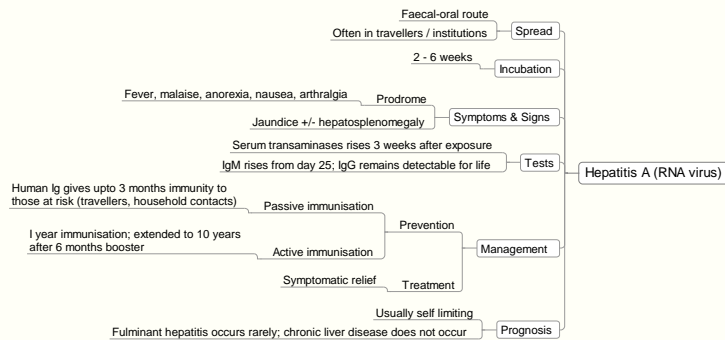 Hepatitis A (RNA virus)
Spread
Faecal-oral route
Often in travellers / institutions
Incubation
2 - 6 weeks
Symptoms & Signs
Prodrome
Fever, malaise, anorexia, nausea, arthralgia
Jaundice +/- hepatosplenomegaly
Tests
Serum transaminases rises 3 weeks after exposure
IgM rises from day 25; IgG remains detectable for life
Management
Prevention
Passive immunisation
Human Ig gives upto 3 months immunity to
those at risk (travellers, household contacts)
Active immunisation
I year immunisation; extended to 10 years
after 6 months booster
Treatment
Symptomatic relief
Prognosis
Usually self limiting
Fulminant hepatitis occurs rarely; chronic liver disease does not occur